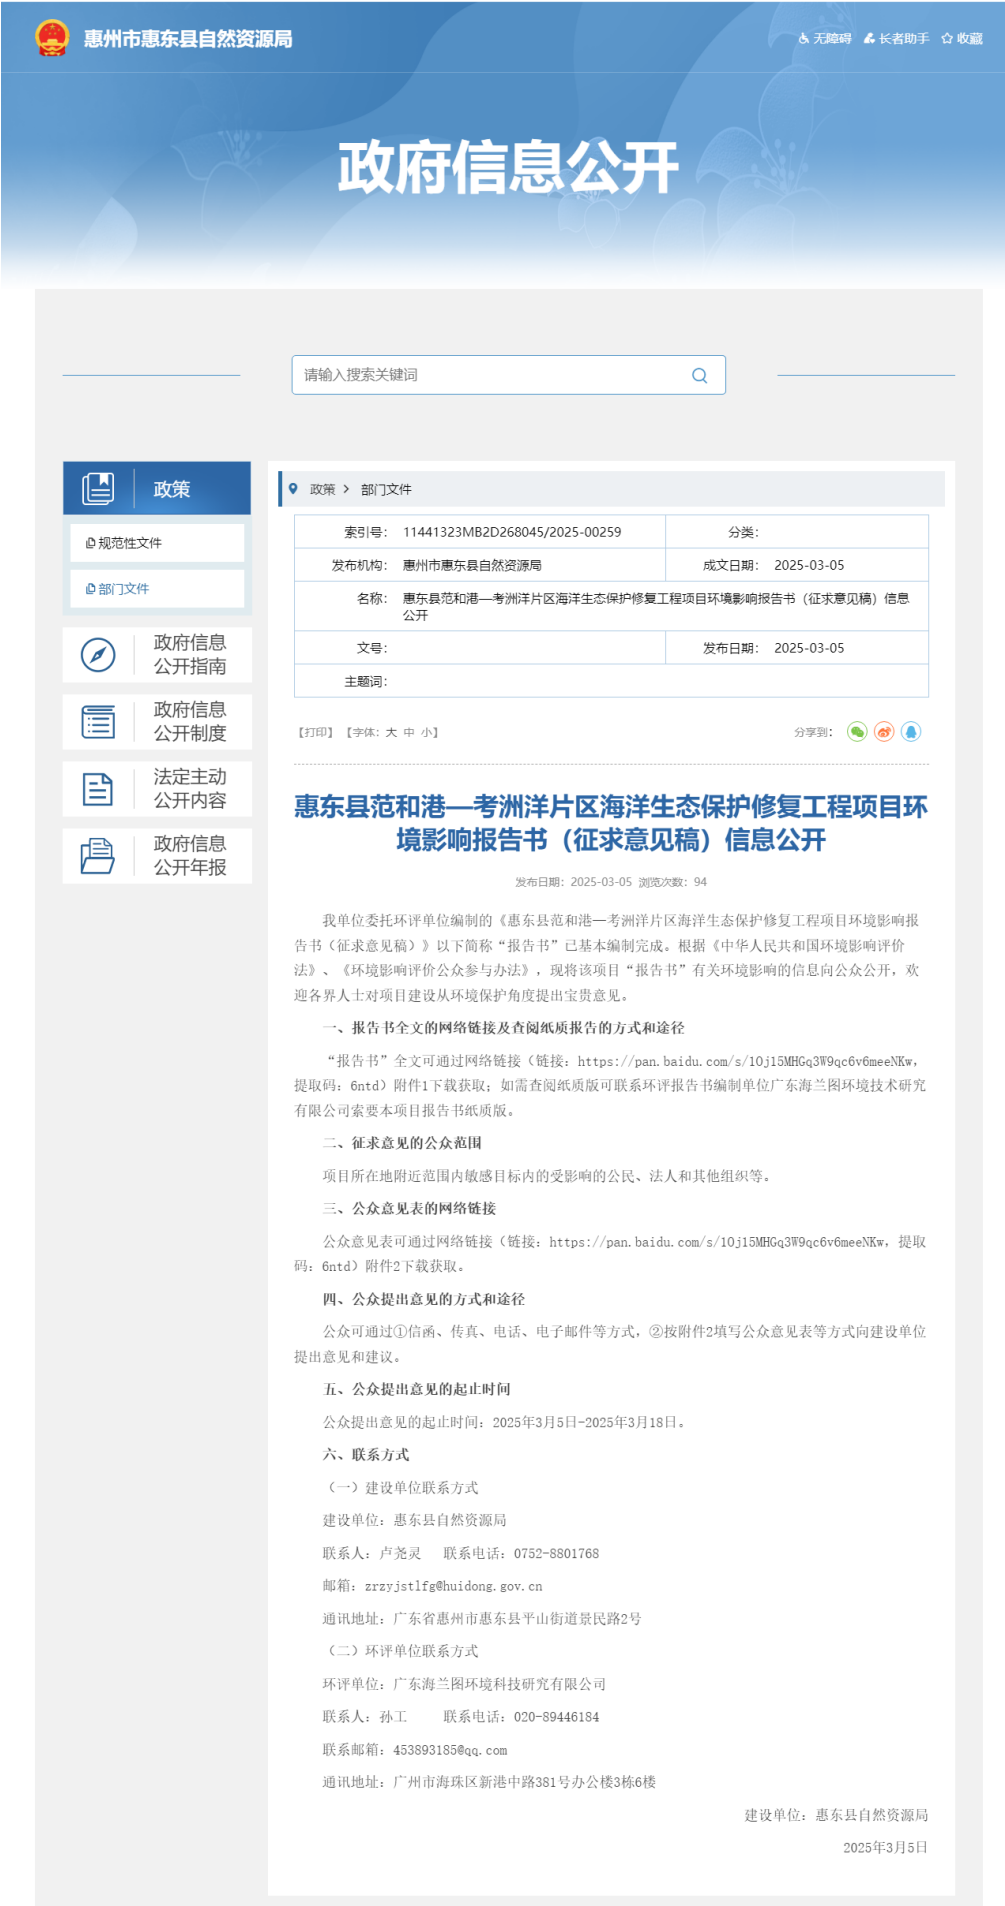 惠州市惠东县自然资源局
无障碍 长者助手 收藏
政府信息公开
请输入搜索关键词
政策
规范性文件
部门文件
政府信息
公开指南
政府信息
公开制度
法定主动
公开内容
政府信息
公开年报
政策 > 部门文件
索引号： 11441323MB2D268045/2025-00259 分类：
发布机构： 惠州市惠东县自然资源局 成文日期： 2025-03-05
名称： 惠东县范和港—考洲洋片区海洋生态保护修复工程项目环境影响报告书（征求意见稿）信息
公开
文号： 发布日期： 2025-03-05
主题词：
【打印】【字体：大 中 小】 分享到：
惠东县范和港—考洲洋片区海洋生态保护修复工程项目环
境影响报告书（征求意见稿）信息公开
发布日期：2025-03-05 浏览次数：94
我单位委托环评单位编制的《惠东县范和港—考洲洋片区海洋生态保护修复工程项目环境影响报
告书（征求意见稿）》以下简称“报告书”已基本编制完成。根据《中华人民共和国环境影响评价
法》、《环境影响评价公众参与办法》，现将该项目“报告书”有关环境影响的信息向公众公开，欢
迎各界人士对项目建设从环境保护角度提出宝贵意见。
一、报告书全文的网络链接及查阅纸质报告的方式和途径
“报告书”全文可通过网络链接（链接：https://pan.baidu.com/s/1Oj15MHGq3W9qc6v6meeNKw，
提取码：6ntd）附件1下载获取；如需查阅纸质版可联系环评报告书编制单位广东海兰图环境技术研究
有限公司索要本项目报告书纸质版。
二、征求意见的公众范围
项目所在地附近范围内敏感目标内的受影响的公民、法人和其他组织等。
三、公众意见表的网络链接
公众意见表可通过网络链接（链接：https://pan.baidu.com/s/1Oj15MHGq3W9qc6v6meeNKw，提取
码：6ntd）附件2下载获取。
四、公众提出意见的方式和途径
公众可通过①信函、传真、电话、电子邮件等方式，②按附件2填写公众意见表等方式向建设单位
提出意见和建议。
五、公众提出意见的起止时间
公众提出意见的起止时间：2025年3月5日-2025年3月18日。
六、联系方式
（一）建设单位联系方式
建设单位：惠东县自然资源局
联系人：卢尧灵 联系电话：0752-8801768
邮箱：zrzyjstlfg@huidong.gov.cn
通讯地址：广东省惠州市惠东县平山街道景民路2号
（二）环评单位联系方式
环评单位：广东海兰图环境科技研究有限公司
联系人：孙工 联系电话：020-89446184
联系邮箱：453893185@qq.com
通讯地址：广州市海珠区新港中路381号办公楼3栋6楼
建设单位：惠东县自然资源局
2025年3月5日